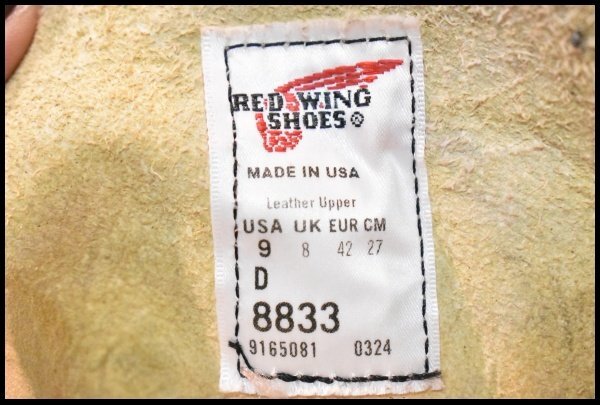 RED WING
SHOES®
MADE IN USA
Leather Upper
USA UK EUR CM
9 8 42 27
D
8833
9165081 0324